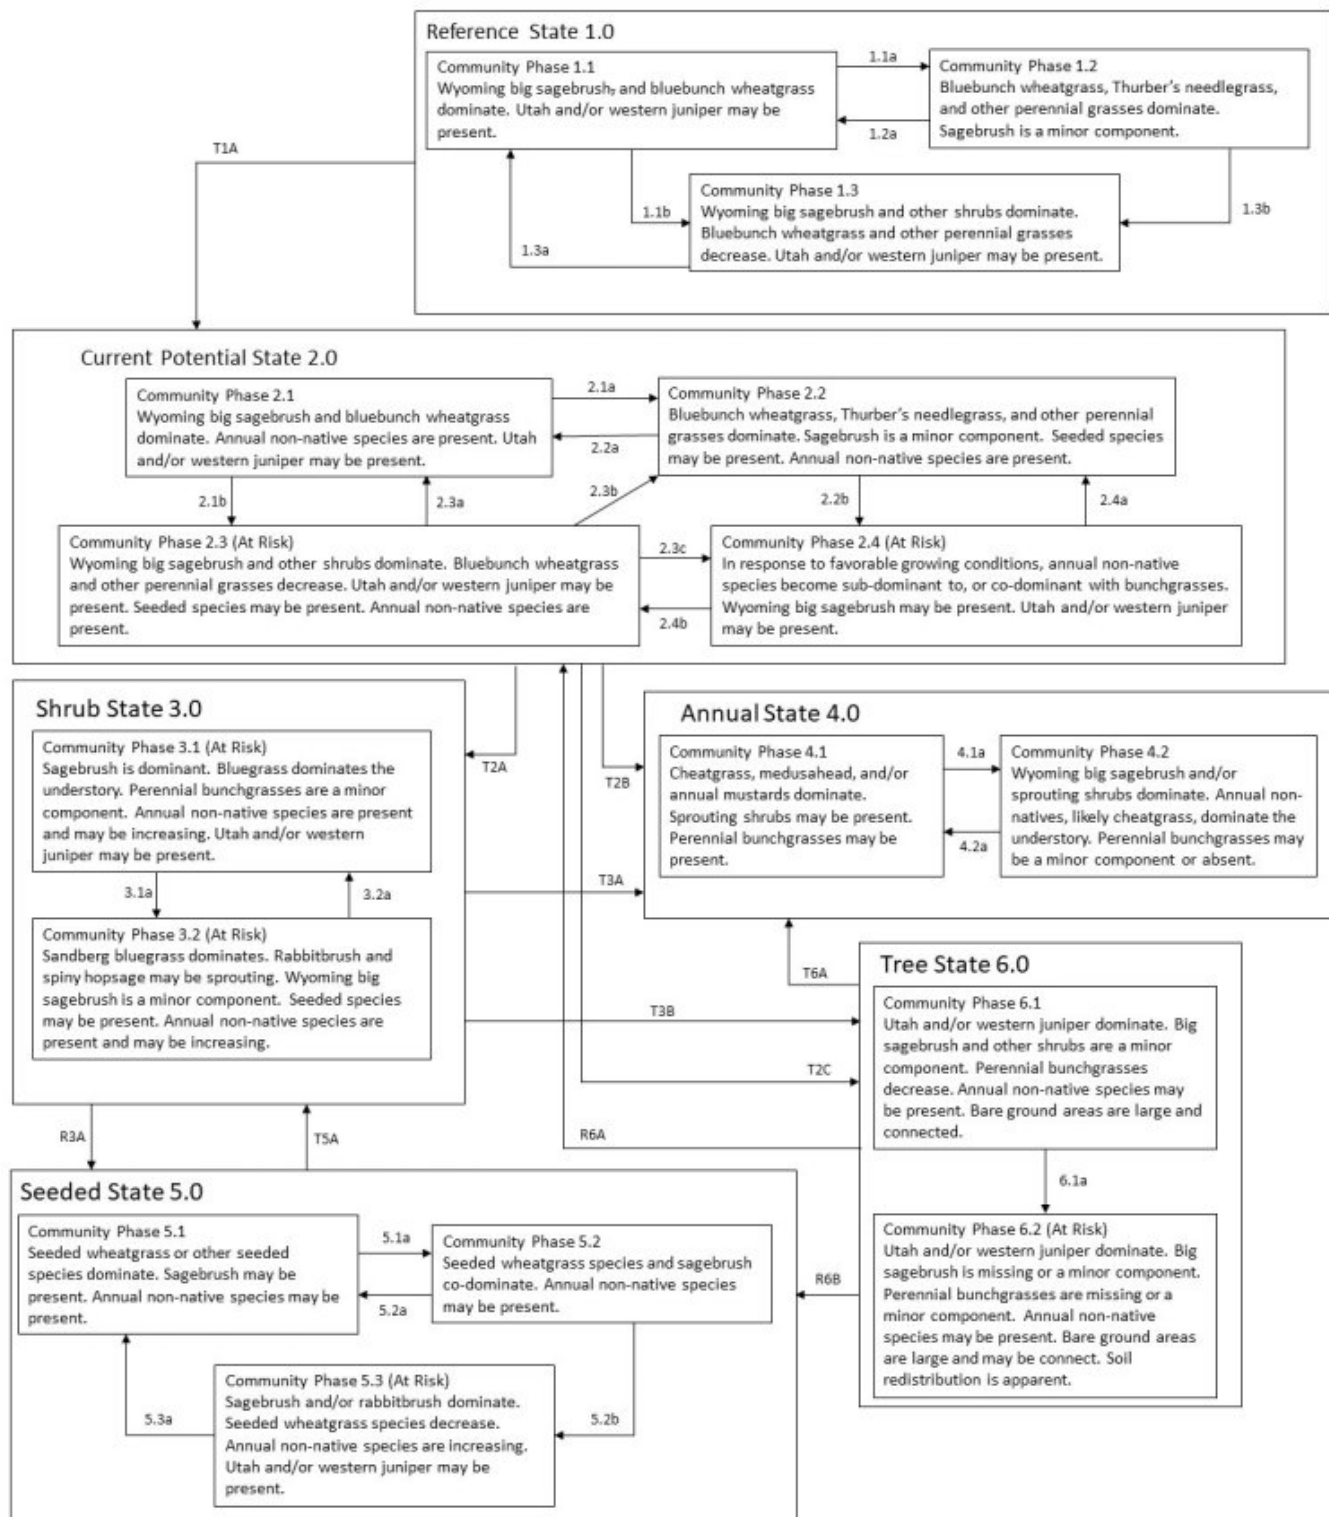 Reference State 1.0
Community Phase 1.1
Wyoming big sagebrush, and bluebunch wheatgrass
dominate. Utah and/or western juniper may be
present.
1.1a
1.2a
Community Phase 1.2
Bluebunch wheatgrass, Thurber's needlegrass,
and other perennial grasses dominate.
Sagebrush is a minor component.
T1A
1.1b
1.3a
Community Phase 1.3
Wyoming big sagebrush and other shrubs dominate.
Bluebunch wheatgrass and other perennial grasses
decrease. Utah and/or western juniper may be present.
1.3b
Current Potential State 2.0
Community Phase 2.1
Wyoming big sagebrush and bluebunch wheatgrass
dominate. Annual non-native species are present. Utah
and/or western juniper may be present.
2.1a
2.2a
Community Phase 2.2
Bluebunch wheatgrass, Thurber's needlegrass, and other perennial
grasses dominate. Sagebrush is a minor component. Seeded species
may be present. Annual non-native species are present.
2.1b
2.3a
2.3b
2.2b
2.4a
Community Phase 2.3 (At Risk)
Wyoming big sagebrush and other shrubs dominate. Bluebunch wheatgrass
and other perennial grasses decrease. Utah and/or western juniper may be
present. Seeded species may be present. Annual non-native species are
present.
2.3c
2.4b
Community Phase 2.4 (At Risk)
In response to favorable growing conditions, annual non-native
species become sub-dominant to, or co-dominant with bunchgrasses.
Wyoming big sagebrush may be present. Utah and/or western juniper
may be present.
Shrub State 3.0
Community Phase 3.1 (At Risk)
Sagebrush is dominant. Bluegrass dominates the
understory. Perennial bunchgrasses are a minor
component. Annual non-native species are present
and may be increasing. Utah and/or western
juniper may be present.
3.1a
3.2a
Community Phase 3.2 (At Risk)
Sandberg bluegrass dominates. Rabbitbrush and
spiny hopsage may be sprouting. Wyoming big
sagebrush is a minor component. Seeded species
may be present. Annual non-native species are
present and may be increasing.
T2A
T2B
Annual State 4.0
Community Phase 4.1
Cheatgrass, medusahead, and/or
annual mustards dominate.
Sprouting shrubs may be present.
Perennial bunchgrasses may be
present.
4.1a
4.2a
Community Phase 4.2
Wyoming big sagebrush and/or
sprouting shrubs dominate. Annual non-
natives, likely cheatgrass, dominate the
understory. Perennial bunchgrasses may
be a minor component or absent.
T3A
T6A
T3B
T2C
R6A
Tree State 6.0
Community Phase 6.1
Utah and/or western juniper dominate. Big
sagebrush and other shrubs are a minor
component. Perennial bunchgrasses
decrease. Annual non-native species may
be present. Bare ground areas are large and
connected.
6.1a
Community Phase 6.2 (At Risk)
Utah and/or western juniper dominate. Big
sagebrush is missing or a minor component.
Perennial bunchgrasses are missing or a
minor component. Annual non-native
species may be present. Bare ground areas
are large and may be connect. Soil
redistribution is apparent.
R3A
T5A
R6B
Seeded State 5.0
Community Phase 5.1
Seeded wheatgrass or other seeded
species dominate. Sagebrush may be
present. Annual non-native species may be
present.
5.1a
5.2a
Community Phase 5.2
Seeded wheatgrass species and sagebrush
co-dominate. Annual non-native species
may be present.
5.3a
Community Phase 5.3 (At Risk)
Sagebrush and/or rabbitbrush dominate.
Seeded wheatgrass species decrease.
Annual non-native species are increasing.
Utah and/or western juniper may be
present.
5.2b